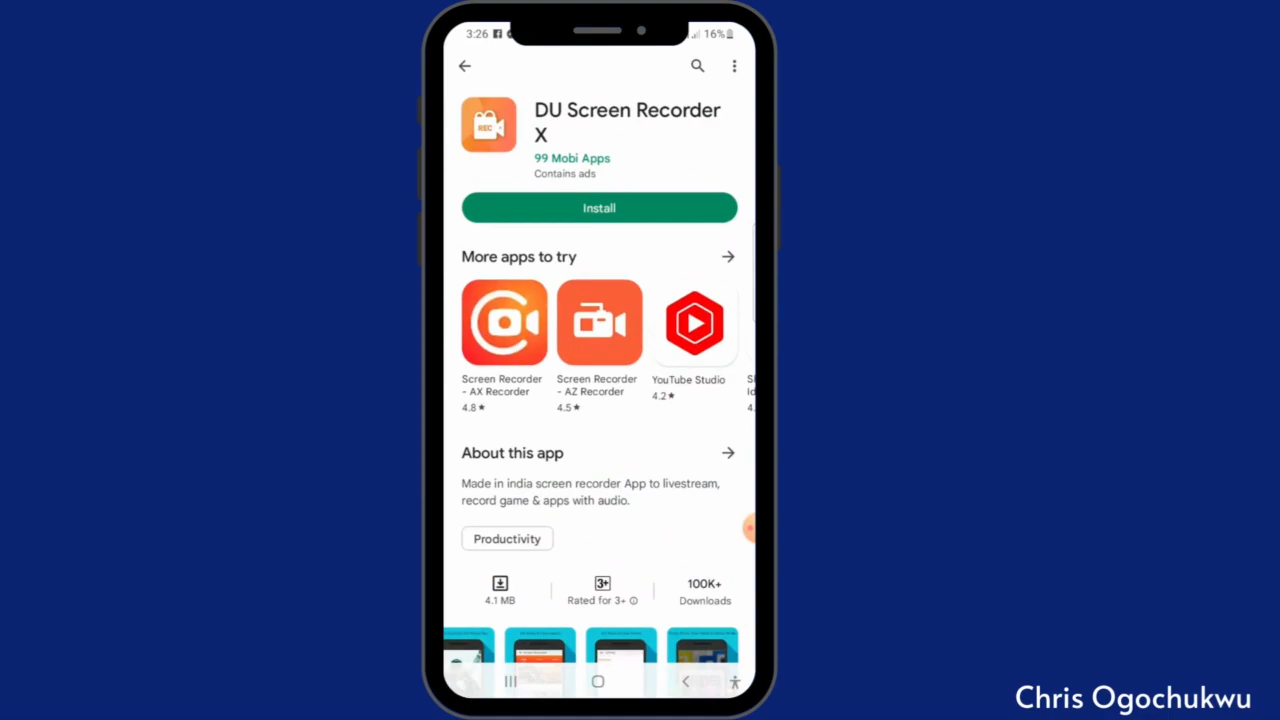 3:26
16%
DU Screen Recorder
X
99 Mobi Apps
Contains ads
REC
Install
More apps to try
Screen Recorder
- AX Recorder
4.8★
Screen Recorder
- AZ Recorder
4.5★
YouTube Studio
4.2★
4.
About this app
Made in india screen recorder App to livestream,
record game & apps with audio.
Productivity
4.1 MB
3+
Rated for 3+
100K+
Downloads
Chris Ogochukwu